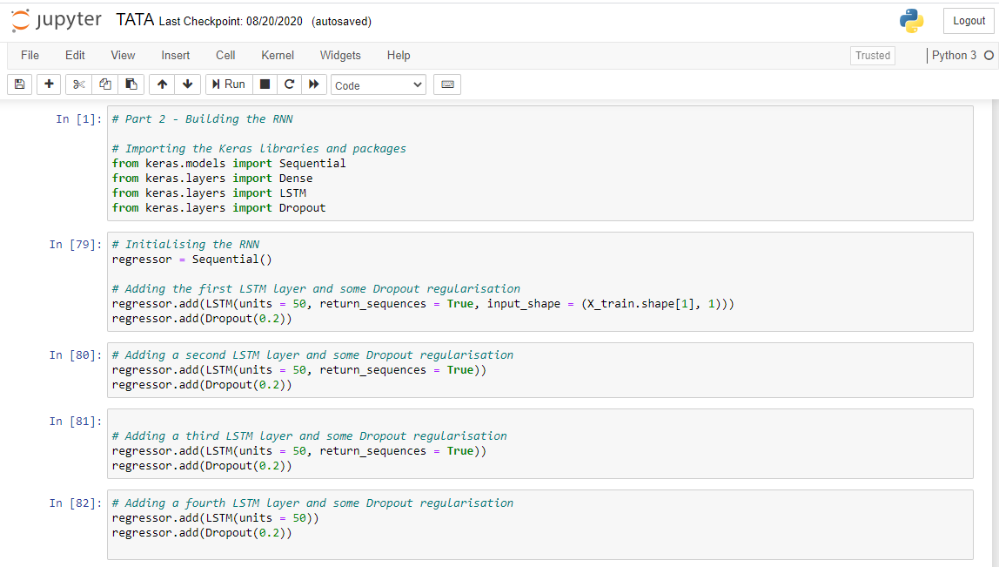 jupyter TATA Last Checkpoint: 08/20/2020 (autosaved) Logout
File Edit View Insert Cell Kernel Widgets Help Trusted Python 3
Run Code
In [1]:
# Part 2 - Building the RNN
# Importing the Keras libraries and packages
from keras.models import Sequential
from keras.layers import Dense
from keras.layers import LSTM
from keras.layers import Dropout
In [79]:
# Initialising the RNN
regressor = Sequential()
# Adding the first LSTM layer and some Dropout regularisation
regressor.add(LSTM(units = 50, return_sequences = True, input_shape = (X_train.shape[1], 1)))
regressor.add(Dropout(0.2))
In [80]:
# Adding a second LSTM layer and some Dropout regularisation
regressor.add(LSTM(units = 50, return_sequences = True))
regressor.add(Dropout(0.2))
In [81]:
# Adding a third LSTM layer and some Dropout regularisation
regressor.add(LSTM(units = 50, return_sequences = True))
regressor.add(Dropout(0.2))
In [82]:
# Adding a fourth LSTM layer and some Dropout regularisation
regressor.add(LSTM(units = 50))
regressor.add(Dropout(0.2))